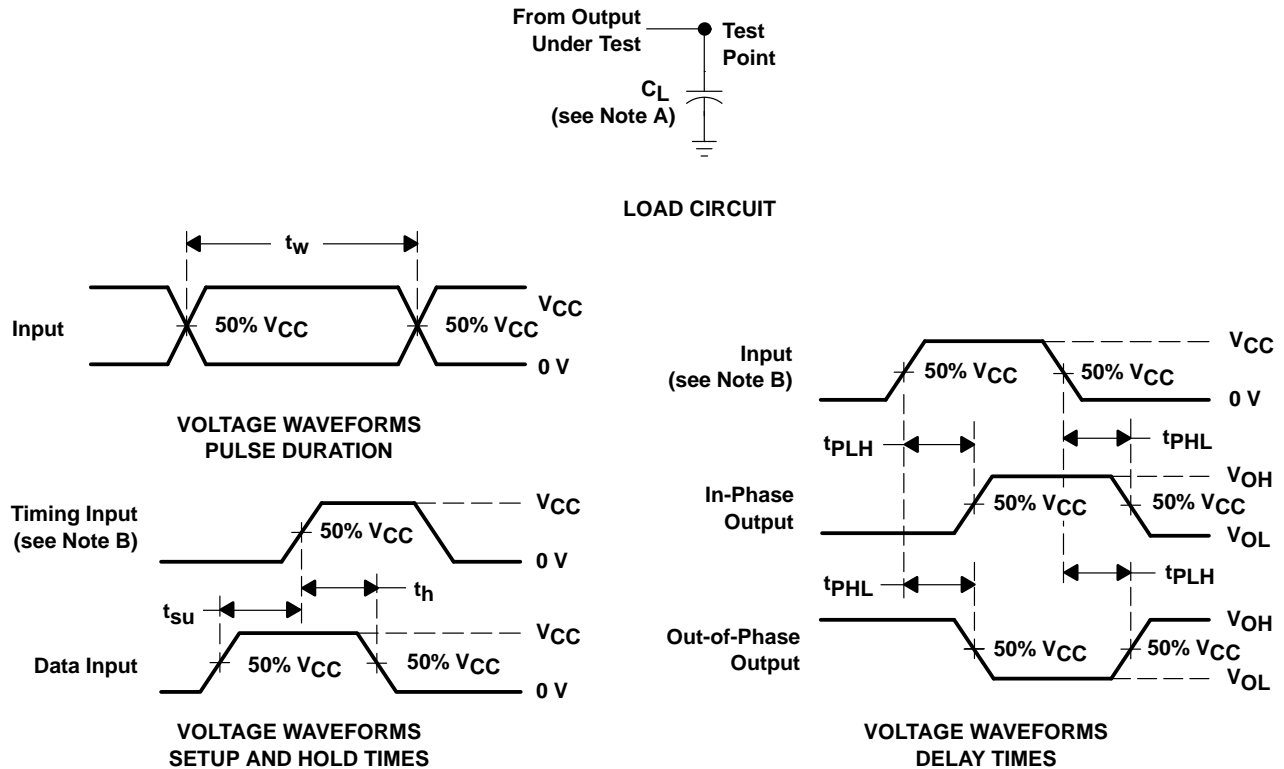 From Output
Under Test
Test
Point
CL
(see Note A)
LOAD CIRCUIT
tw
Input
50% VCC
50% VCC
VCC
0 V
VOLTAGE WAVEFORMS
PULSE DURATION
Timing Input
(see Note B)
50% VCC
VCC
0 V
th
tsu
Data Input
50% VCC
50% VCC
VCC
0 V
VOLTAGE WAVEFORMS
SETUP AND HOLD TIMES
Input
(see Note B)
50% VCC
50% VCC
VCC
0 V
tPLH
tPHL
In-Phase
Output
50% VCC
50% VCC
VOH
VOL
tPHL
tPLH
Out-of-Phase
Output
50% VCC
50% VCC
VOH
VOL
VOLTAGE WAVEFORMS
DELAY TIMES